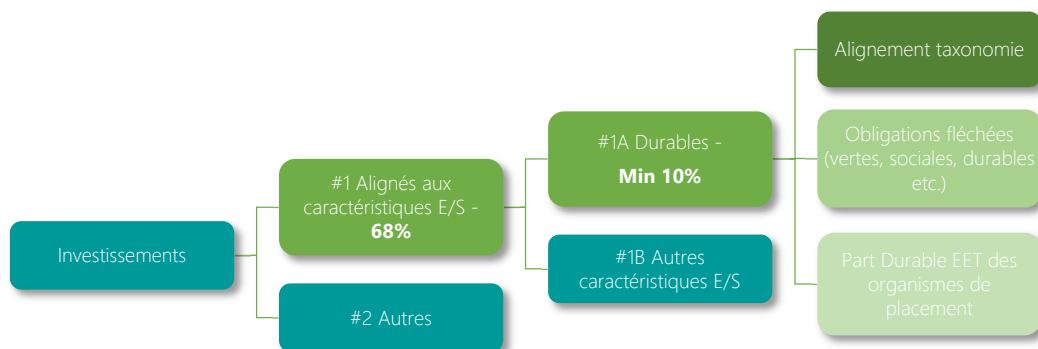 Investissements
#1 Alignés aux
caractéristiques E/S -
68%
#2 Autres
#1A Durables -
Min 10%
#1B Autres
caractéristiques E/S
Alignement taxonomie
Obligations fléchées
(vertes, sociales, durables
etc.)
Part Durable EET des
organismes de
placement